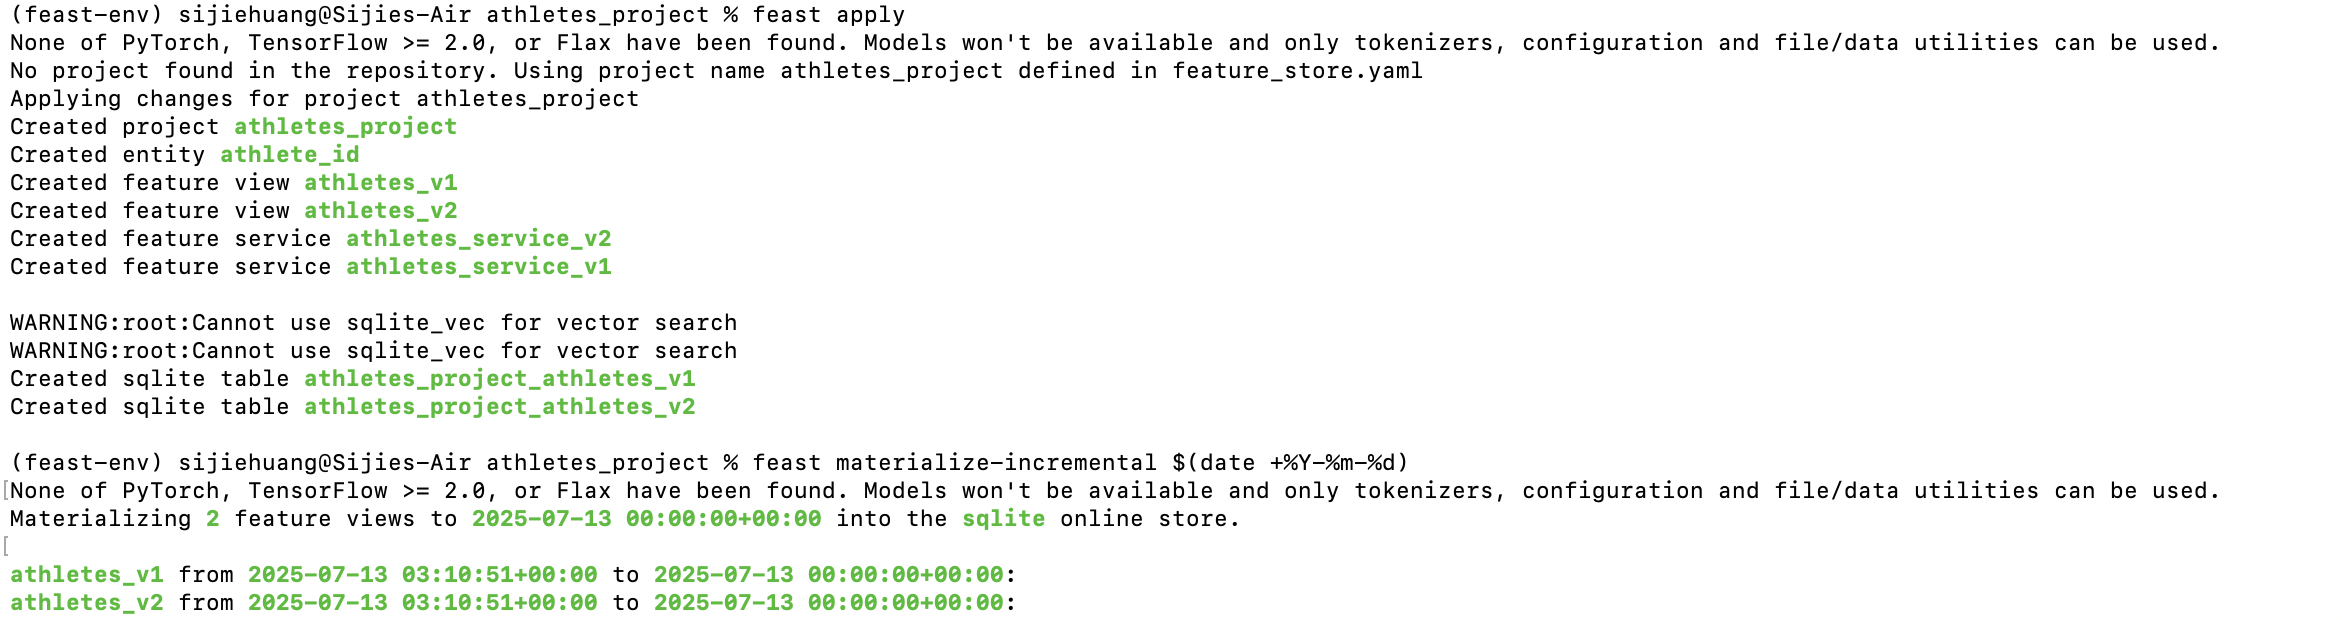 (feast-env) sijiehuang@Sijies-Air athletes_project % feast apply
None of PyTorch, TensorFlow >= 2.0, or Flax have been found. Models won't be available and only tokenizers, configuration and file/data utilities can be used.
No project found in the repository. Using project name athletes_project defined in feature_store.yaml
Applying changes for project athletes_project
Created project athletes_project
Created entity athlete_id
Created feature view athletes_v1
Created feature view athletes_v2
Created feature service athletes_service_v2
Created feature service athletes_service_v1
WARNING:root:Cannot use sqlite_vec for vector search
WARNING:root:Cannot use sqlite_vec for vector search
Created sqlite table athletes_project_athletes_v1
Created sqlite table athletes_project_athletes_v2
(feast-env) sijiehuang@Sijies-Air athletes_project % feast materialize-incremental $(date +%Y-%m-%d)
[None of PyTorch, TensorFlow >= 2.0, or Flax have been found. Models won't be available and only tokenizers, configuration and file/data utilities can be used.
Materializing 2 feature views to 2025-07-13 00:00:00+00:00 into the sqlite online store.
[
athletes_v1 from 2025-07-13 03:10:51+00:00 to 2025-07-13 00:00:00+00:00:
athletes_v2 from 2025-07-13 03:10:51+00:00 to 2025-07-13 00:00:00+00:00: